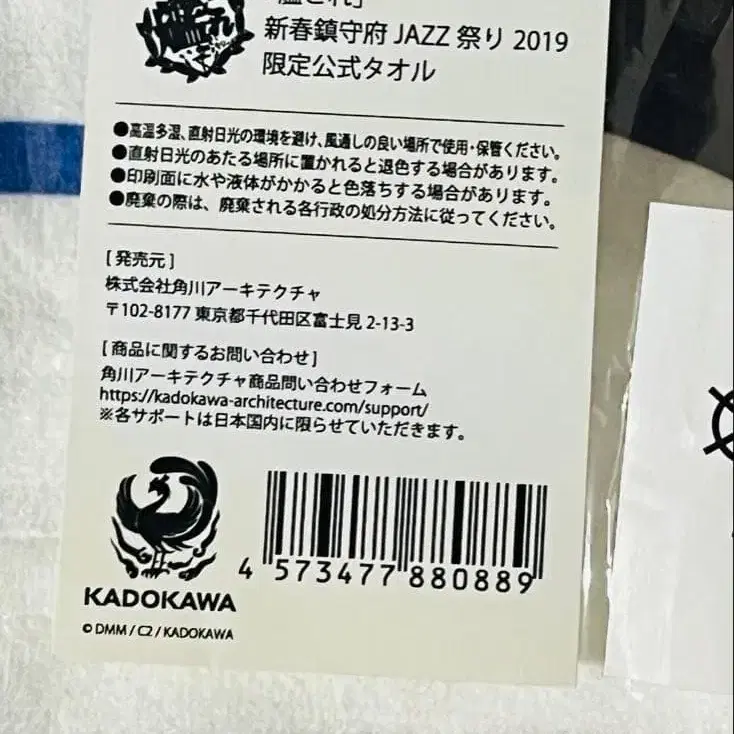 「艦これ」
新春鎮守府 JAZZ 祭り 2019
限定公式タオル
●高温多湿、直射日光の環境を避け、風通しの良い場所で使用・保管ください。
●直射日光のあたる場所に置かれると退色する場合があります。
●印刷面に水や液体がかかると色落ちする場合があります。
●廃棄の際は、廃棄される各行政の処分方法に従ってください。
[ 発売元 ]
株式会社角川アーキテクチャ
〒102-8177 東京都千代田区富士見 2-13-3
[ 商品に関するお問い合わせ ]
角川アーキテクチャ商品問い合わせフォーム
https://kadokawa-architecture.com/support/
※各サポートは日本国内に限らせていただきます。
4 573477 880889
KADOKAWA
© DMM / C2 / KADOKAWA